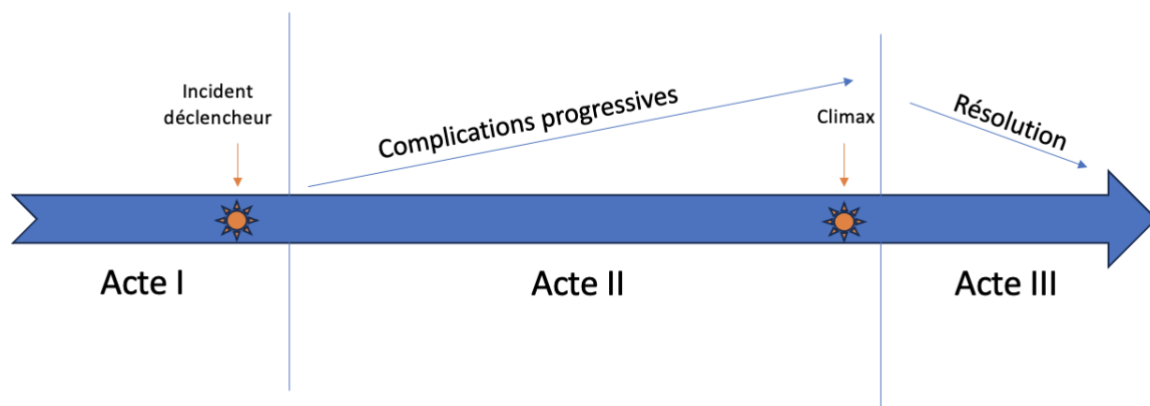 Incident
déclencheur
Complications progressives
Climax
Résolution
Acte I
Acte II
Acte III